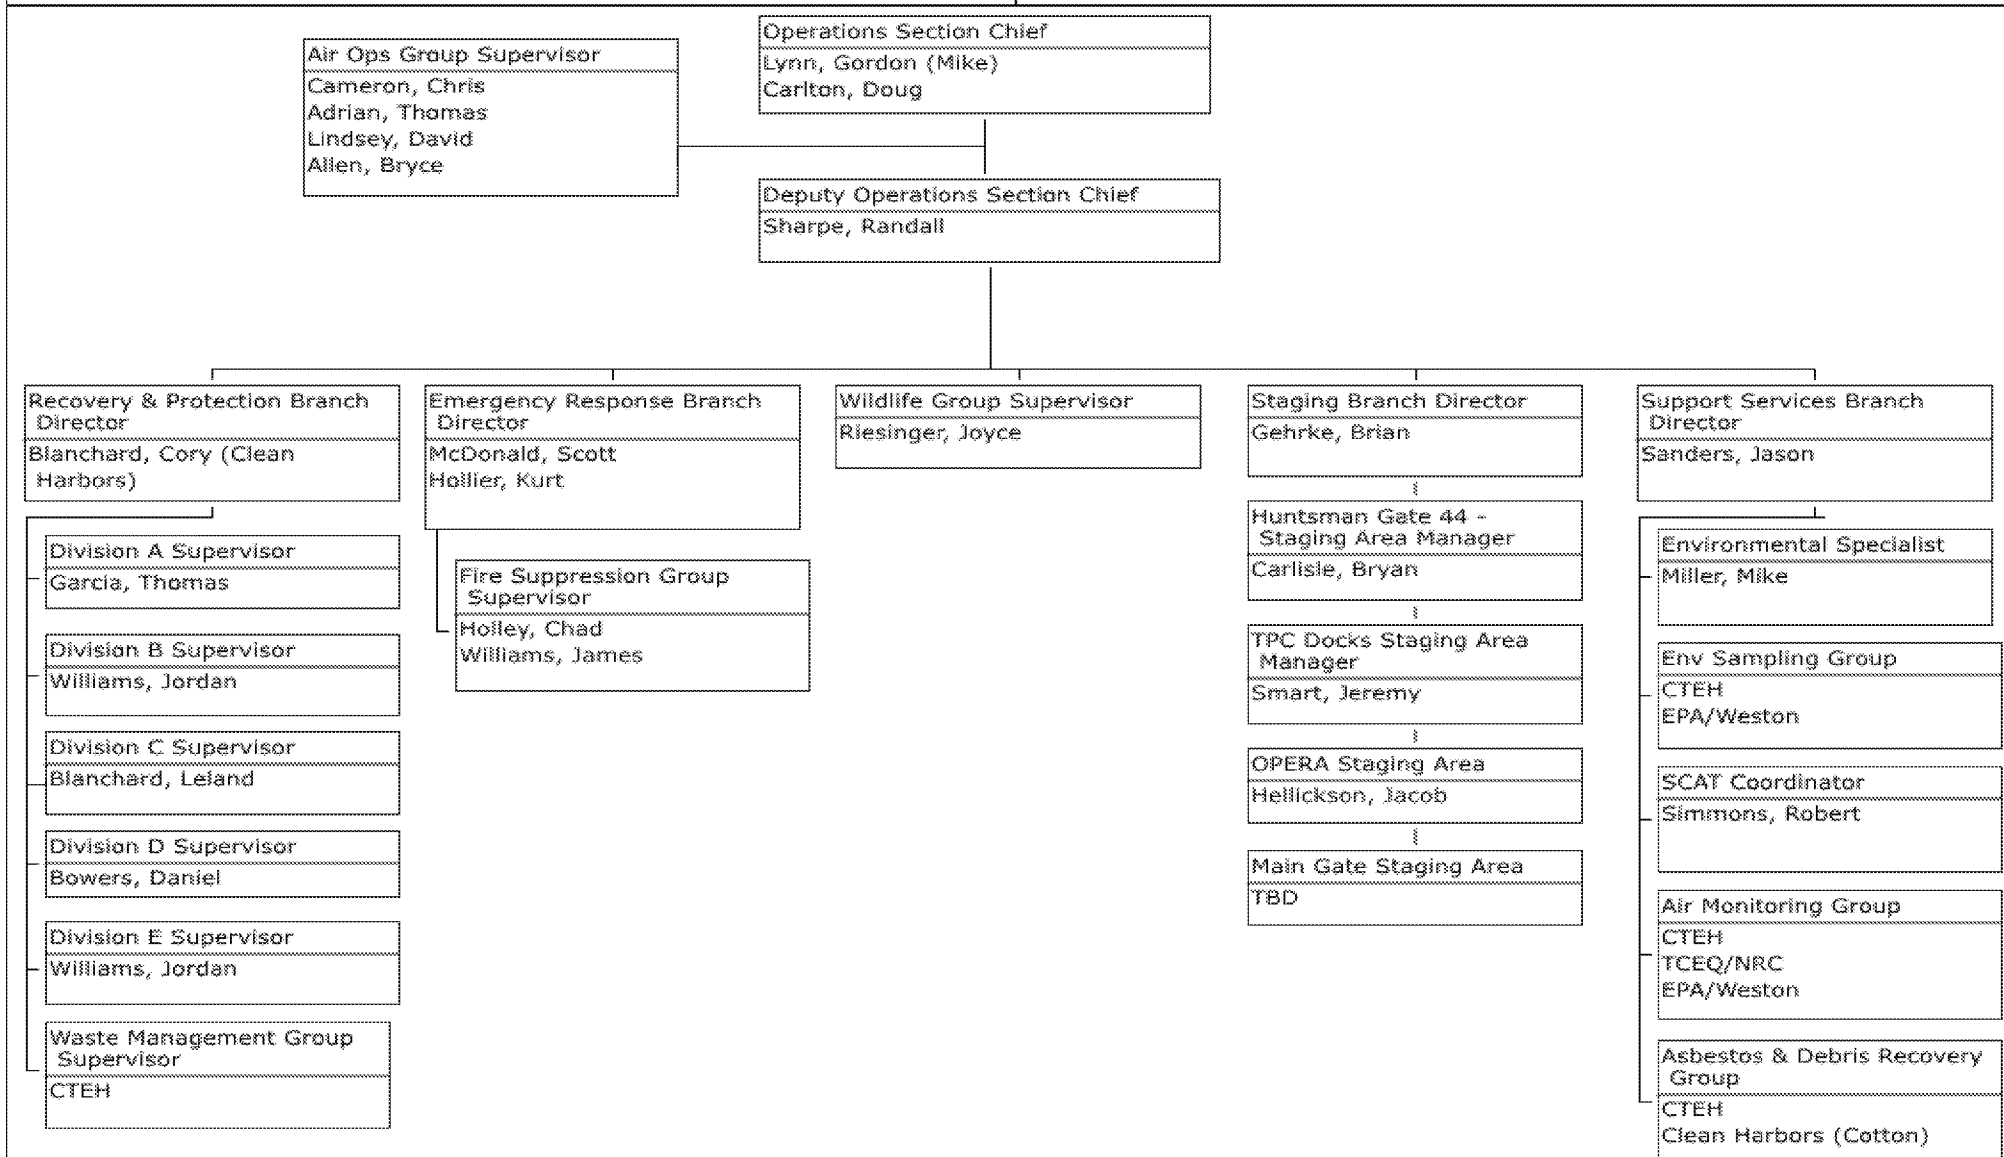 Operations Section Chief
Lynn, Gordon (Mike)
Carlton, Doug
Air Ops Group Supervisor
Cameron, Chris
Adrian, Thomas
Lindsey, David
Allen, Bryce
Deputy Operations Section Chief
Sharpe, Randall
Recovery & Protection Branch
Director
Blanchard, Cory (Clean
Harbors)
Division A Supervisor
Garcia, Thomas
Division B Supervisor
Williams, Jordan
Division C Supervisor
Blanchard, Leland
Division D Supervisor
Bowers, Daniel
Division E Supervisor
Williams, Jordan
Waste Management Group
Supervisor
CTEH
Emergency Response Branch
Director
McDonald, Scott
Hollier, Kurt
Fire Suppression Group
Supervisor
Holley, Chad
Williams, James
Wildlife Group Supervisor
Riesinger, Joyce
Staging Branch Director
Gehrke, Brian
Huntsman Gate 44 -
Staging Area Manager
Carlisle, Bryan
TPC Docks Staging Area
Manager
Smart, Jeremy
OPERA Staging Area
Hellickson, Jacob
Main Gate Staging Area
TBD
Support Services Branch
Director
Sanders, Jason
Environmental Specialist
Miller, Mike
Env Sampling Group
CTEH
EPA/Weston
SCAT Coordinator
Simmons, Robert
Air Monitoring Group
CTEH
TCEQ/NRC
EPA/Weston
Asbestos & Debris Recovery
Group
CTEH
Clean Harbors (Cotton)